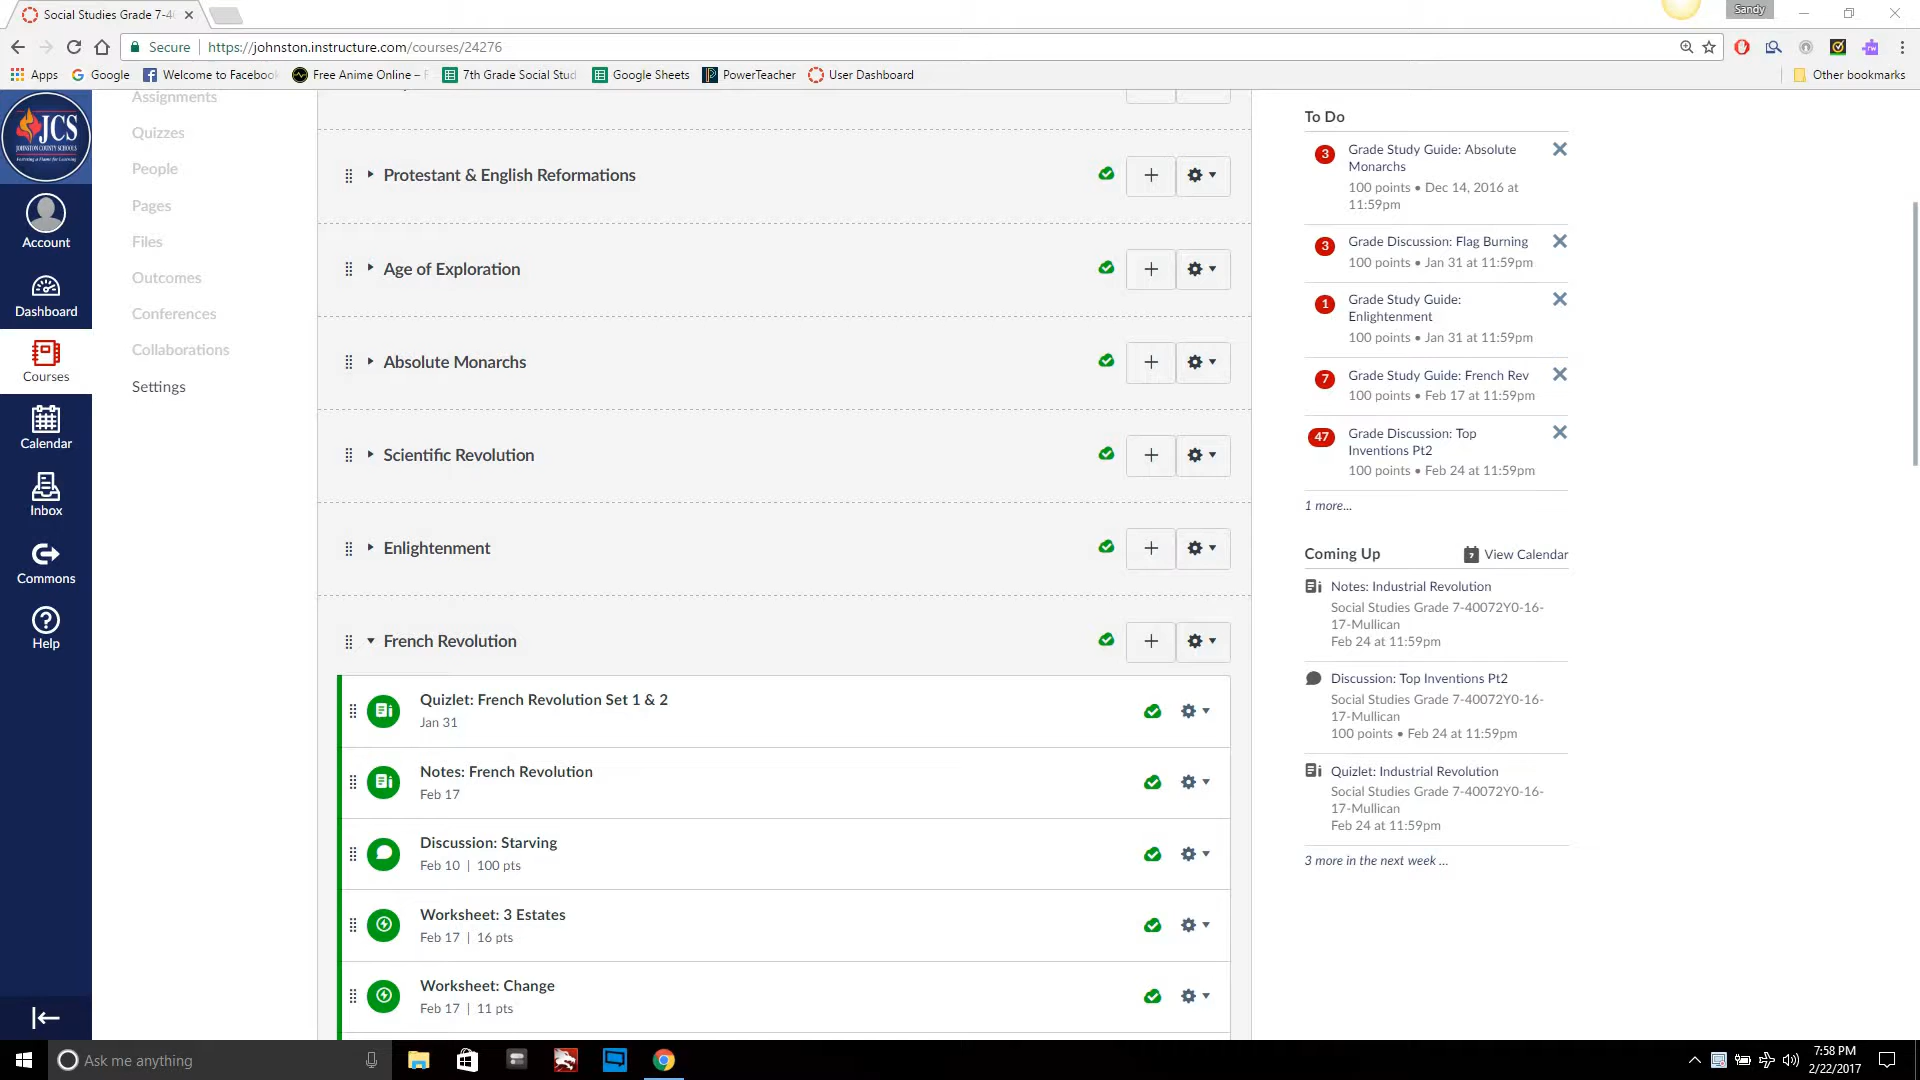 Social Studies Grade 7-4
Sandy
Secure
https://johnston.instructure.com/courses/24276
Apps
Google
Welcome to Facebook
Free Anime Online –
7th Grade Social Stud
Google Sheets
PowerTeacher
User Dashboard
Other bookmarks
JCS
JOHNSTON COUNTY SCHOOLS
Account
Dashboard
Courses
Calendar
Inbox
Commons
Help
Assignments
Quizzes
People
Pages
Files
Outcomes
Conferences
Collaborations
Settings
Protestant & English Reformations
Age of Exploration
Absolute Monarchs
Scientific Revolution
Enlightenment
French Revolution
Quizlet: French Revolution Set 1 & 2
Jan 31
Notes: French Revolution
Feb 17
Discussion: Starving
Feb 10 | 100 pts
Worksheet: 3 Estates
Feb 17 | 16 pts
Worksheet: Change
Feb 17 | 11 pts
To Do
3
Grade Study Guide: Absolute
Monarchs
100 points • Dec 14, 2016 at
11:59pm
3
Grade Discussion: Flag Burning
100 points • Jan 31 at 11:59pm
1
Grade Study Guide:
Enlightenment
100 points • Jan 31 at 11:59pm
7
Grade Study Guide: French Rev
100 points • Feb 17 at 11:59pm
47
Grade Discussion: Top
Inventions Pt2
100 points • Feb 24 at 11:59pm
1 more...
Coming Up
View Calendar
Notes: Industrial Revolution
Social Studies Grade 7-40072Y0-16-
17-Mullican
Feb 24 at 11:59pm
Discussion: Top Inventions Pt2
Social Studies Grade 7-40072Y0-16-
17-Mullican
100 points • Feb 24 at 11:59pm
Quizlet: Industrial Revolution
Social Studies Grade 7-40072Y0-16-
17-Mullican
Feb 24 at 11:59pm
3 more in the next week ...
Ask me anything
7:58 PM
2/22/2017